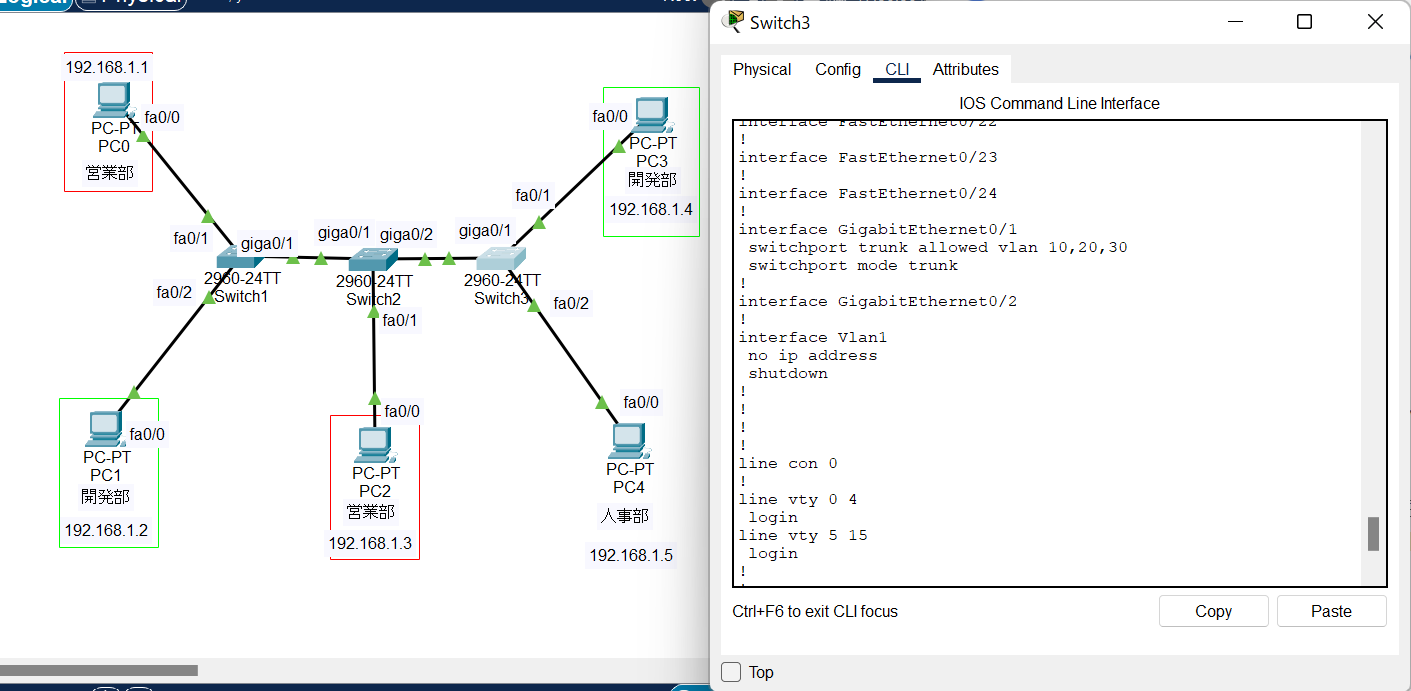 Switch3
Physical
Config
CLI
Attributes
IOS Command Line Interface
interface FastEthernet0/22
!
interface FastEthernet0/23
!
interface FastEthernet0/24
!
interface GigabitEthernet0/1
switchport trunk allowed vlan 10,20,30
switchport mode trunk
!
interface GigabitEthernet0/2
!
interface Vlan1
no ip address
shutdown
!
!
!
!
line con 0
!
line vty 0 4
login
line vty 5 15
login
!
Ctrl+F6 to exit CLI focus
Copy
Paste
Top
192.168.1.1
fa0/0
PC-PT
PC0
営業部
fa0/1
giga0/1
2960-24TT
Switch1
fa0/2
fa0/0
PC-PT
PC1
開発部
192.168.1.2
giga0/1
giga0/2
2960-24TT
Switch2
fa0/1
fa0/0
PC-PT
PC2
営業部
192.168.1.3
giga0/1
fa0/1
2960-24TT
Switch3
fa0/2
fa0/0
PC-PT
PC3
開発部
192.168.1.4
fa0/0
PC-PT
PC4
人事部
192.168.1.5